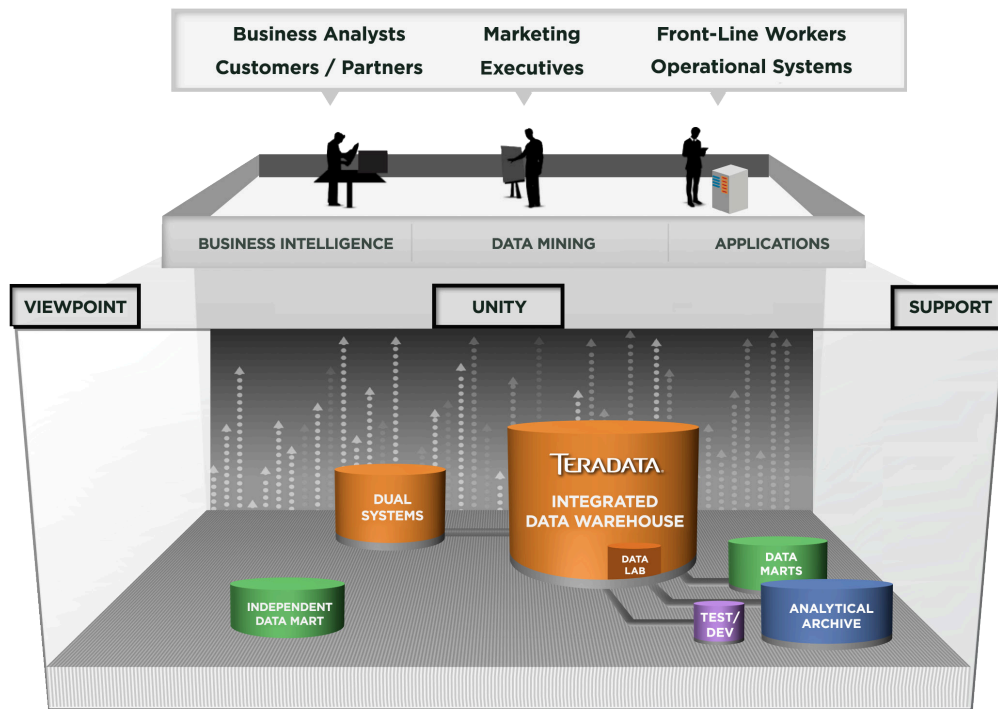 Business Analysts
Customers / Partners
Marketing
Executives
Front-Line Workers
Operational Systems
BUSINESS INTELLIGENCE
DATA MINING
APPLICATIONS
VIEWPOINT
UNITY
SUPPORT
TERADATA.
INTEGRATED
DATA WAREHOUSE
DATA
LAB
DUAL
SYSTEMS
DATA
MARTS
INDEPENDENT
DATA MART
TEST/
DEV
ANALYTICAL
ARCHIVE